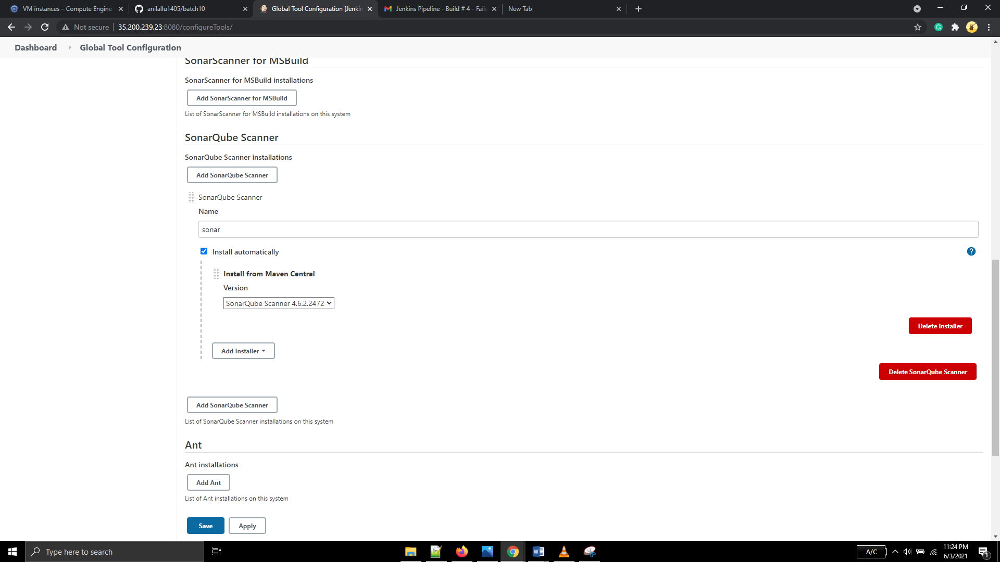 VM instances – Compute Engine
anilallu1405/batch10
Global Tool Configuration [Jenkin
Jenkins Pipeline - Build # 4 - Failu
New Tab
Not secure
35.200.239.23:8080/configureTools/
Dashboard
Global Tool Configuration
SonarScanner for MSBuild
SonarScanner for MSBuild installations
Add SonarScanner for MSBuild
List of SonarScanner for MSBuild installations on this system
SonarQube Scanner
SonarQube Scanner installations
Add SonarQube Scanner
SonarQube Scanner
Name
sonar
Install automatically
?
Install from Maven Central
Version
SonarQube Scanner 4.6.2.2472
Delete Installer
Add Installer
Delete SonarQube Scanner
Add SonarQube Scanner
List of SonarQube Scanner installations on this system
Ant
Ant installations
Add Ant
List of Ant installations on this system
Save
Apply
Type here to search
A/C
11:24 PM
6/3/2021
1